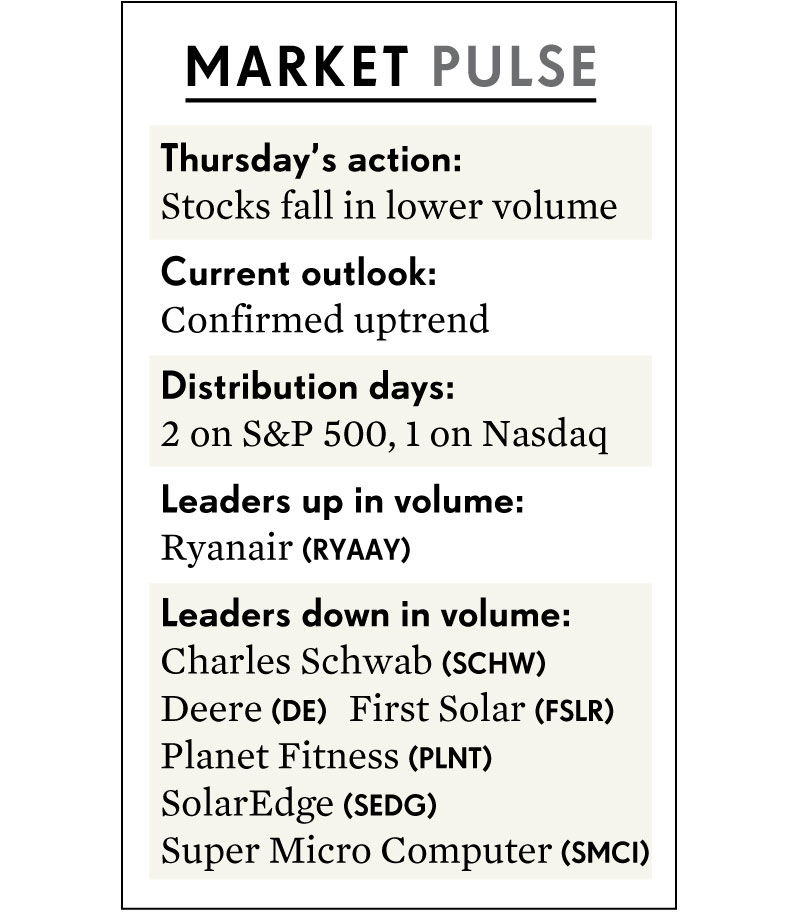 MARKET PULSE
Thursday's action:
Stocks fall in lower volume
Current outlook:
Confirmed uptrend
Distribution days:
2 on S&P 500, 1 on Nasdaq
Leaders up in volume:
Ryanair (RYAAY)
Leaders down in volume:
Charles Schwab (SCHW)
Deere (DE) First Solar (FSLR)
Planet Fitness (PLNT)
SolarEdge (SEDG)
Super Micro Computer (SMCI)